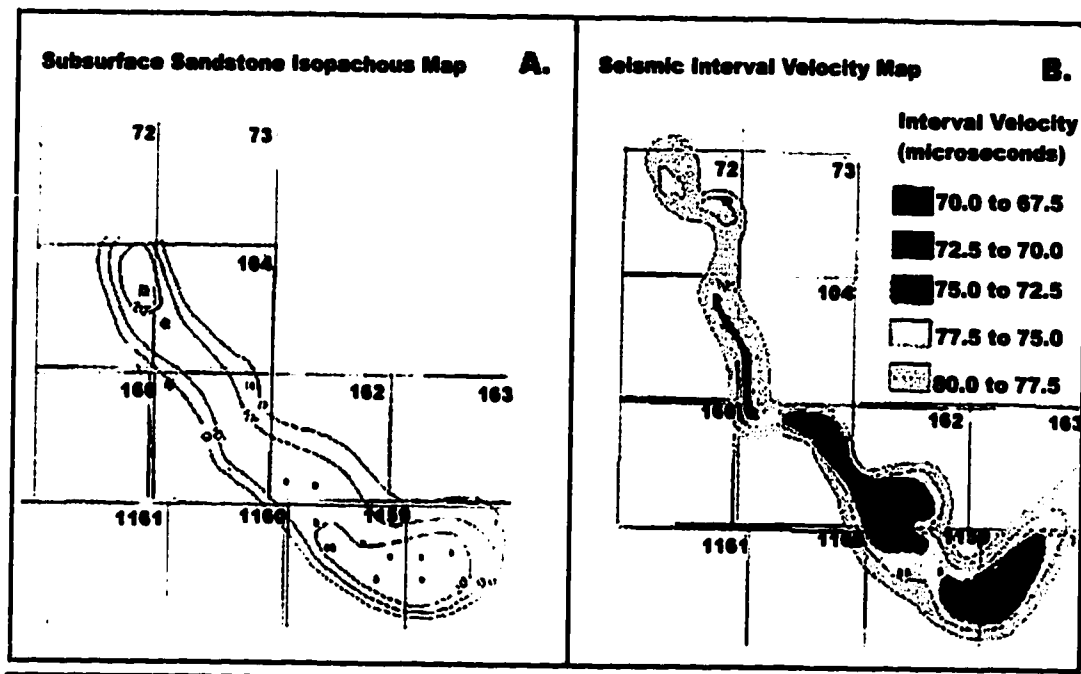 Subsurface Sandstone Isopachous Map A.
72 73
104
160 162 163
1161 1160 1159
Seismic Interval Velocity Map B.
Interval Velocity
(microseconds)
70.0 to 67.5
72.5 to 70.0
75.0 to 72.5
77.5 to 75.0
80.0 to 77.5
72 73
104
160 162 163
1161